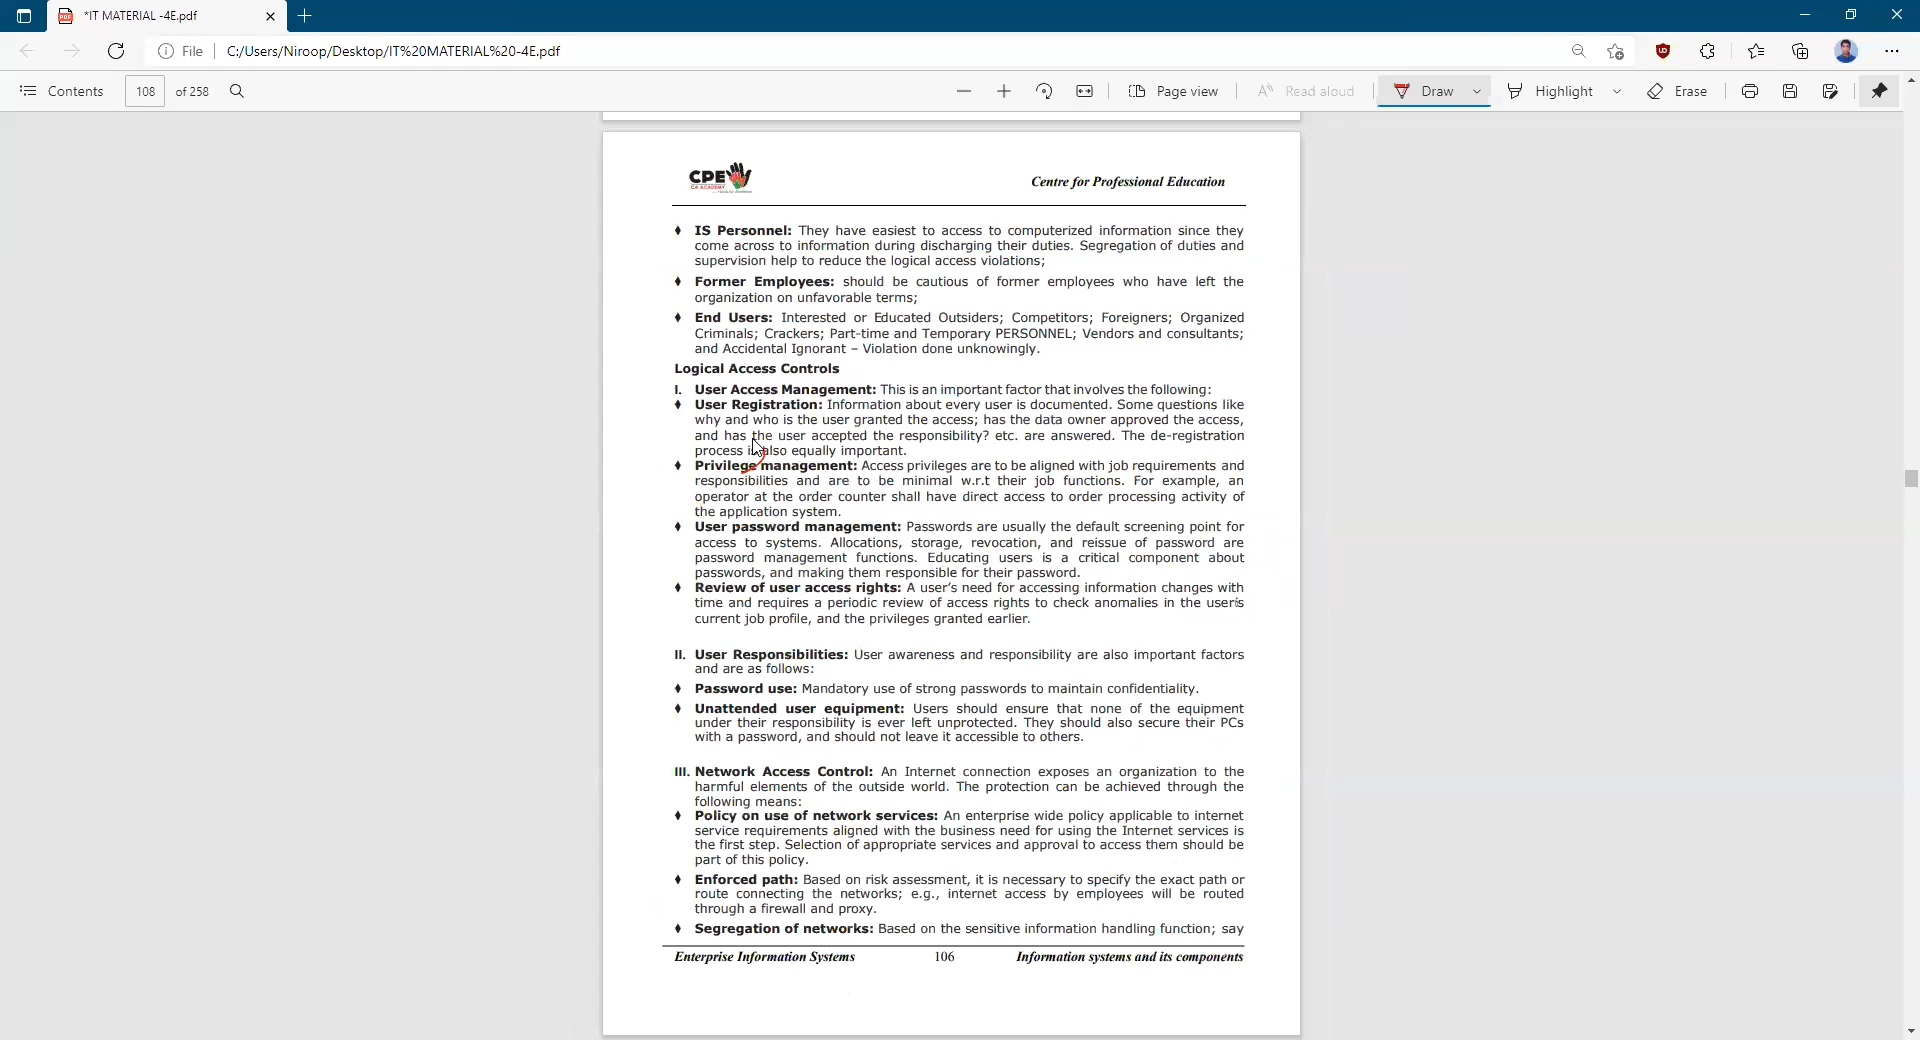 *IT MATERIAL -4E.pdf
File
C:/Users/Niroop/Desktop/IT%20MATERIAL%20-4E.pdf
Contents
108
of 258
Page view
Read aloud
Draw
Highlight
Erase
CPE
CA ACADEMY
Centre for Professional Education
♦ IS Personnel: They have easiest to access to computerized information since they
come across to information during discharging their duties. Segregation of duties and
supervision help to reduce the logical access violations;
♦ Former Employees: should be cautious of former employees who have left the
organization on unfavorable terms;
♦ End Users: Interested or Educated Outsiders; Competitors; Foreigners; Organized
Criminals; Crackers; Part-time and Temporary PERSONNEL; Vendors and consultants;
and Accidental Ignorant – Violation done unknowingly.
Logical Access Controls
I. User Access Management: This is an important factor that involves the following:
♦ User Registration: Information about every user is documented. Some questions like
why and who is the user granted the access; has the data owner approved the access,
and has the user accepted the responsibility? etc. are answered. The de-registration
process is also equally important.
♦ Privilege management: Access privileges are to be aligned with job requirements and
responsibilities and are to be minimal w.r.t their job functions. For example, an
operator at the order counter shall have direct access to order processing activity of
the application system.
♦ User password management: Passwords are usually the default screening point for
access to systems. Allocations, storage, revocation, and reissue of password are
password management functions. Educating users is a critical component about
passwords, and making them responsible for their password.
♦ Review of user access rights: A user's need for accessing information changes with
time and requires a periodic review of access rights to check anomalies in the user's
current job profile, and the privileges granted earlier.
II. User Responsibilities: User awareness and responsibility are also important factors
and are as follows:
♦ Password use: Mandatory use of strong passwords to maintain confidentiality.
♦ Unattended user equipment: Users should ensure that none of the equipment
under their responsibility is ever left unprotected. They should also secure their PCs
with a password, and should not leave it accessible to others.
III. Network Access Control: An Internet connection exposes an organization to the
harmful elements of the outside world. The protection can be achieved through the
following means:
♦ Policy on use of network services: An enterprise wide policy applicable to internet
service requirements aligned with the business need for using the Internet services is
the first step. Selection of appropriate services and approval to access them should be
part of this policy.
♦ Enforced path: Based on risk assessment, it is necessary to specify the exact path or
route connecting the networks; e.g., internet access by employees will be routed
through a firewall and proxy.
♦ Segregation of networks: Based on the sensitive information handling function; say
Enterprise Information Systems 106 Information systems and its components